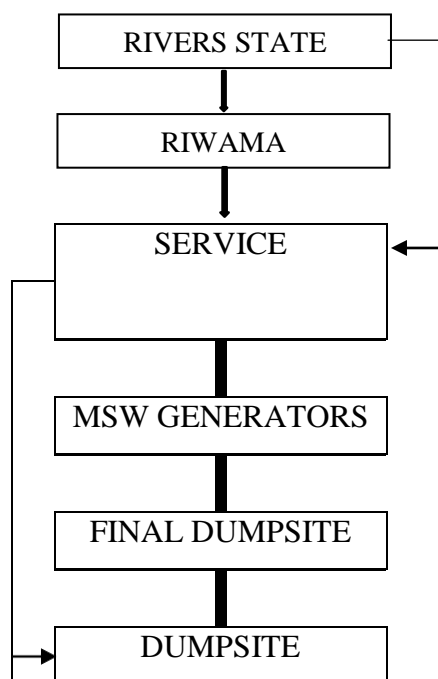 RIVERS STATE
RIWAMA
SERVICE
MSW GENERATORS
FINAL DUMPSITE
DUMPSITE